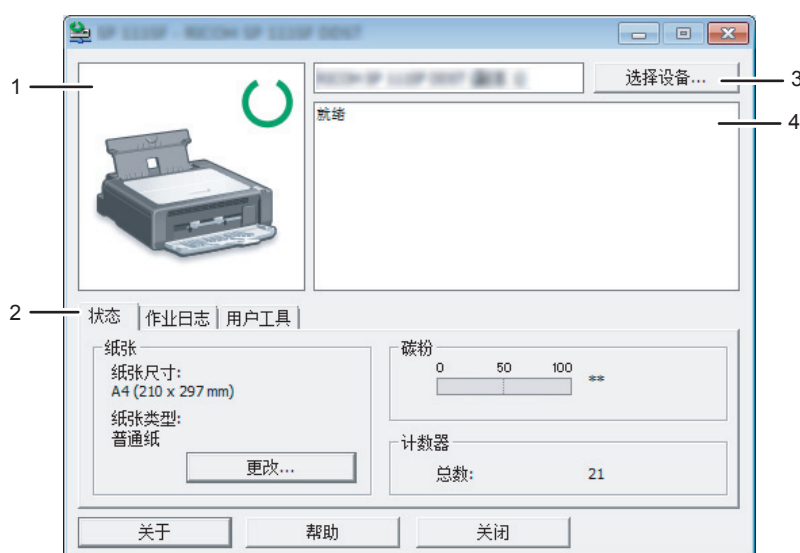 1
选择设备...
3
就绪
4
2
状态 作业日志 用户工具
纸张
纸张尺寸:
A4 (210 x 297 mm)
纸张类型:
普通纸
更改...
碳粉
0 50 100
**
计数器
总数: 21
关于 帮助 关闭